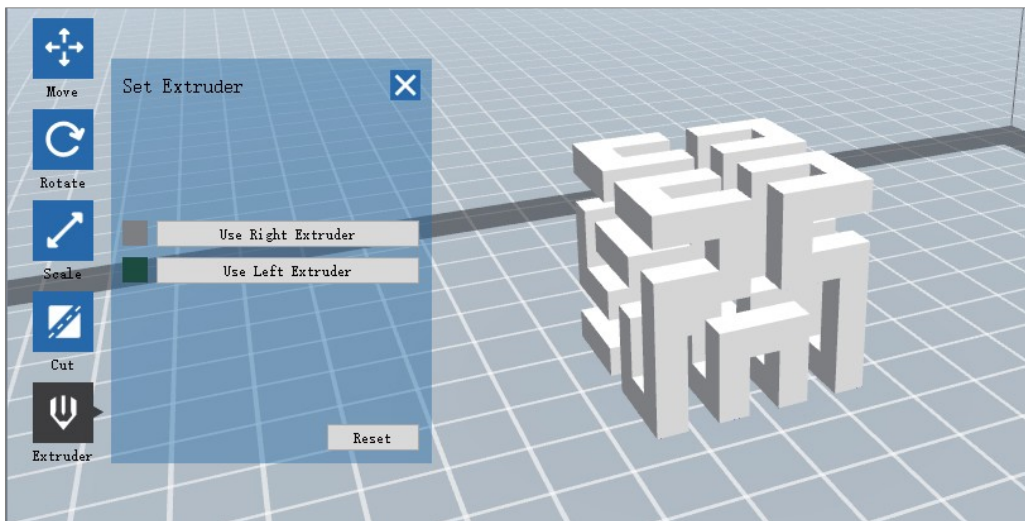 Move
Rotate
Scale
Cut
Extruder
Set Extruder
Use Right Extruder
Use Left Extruder
Reset